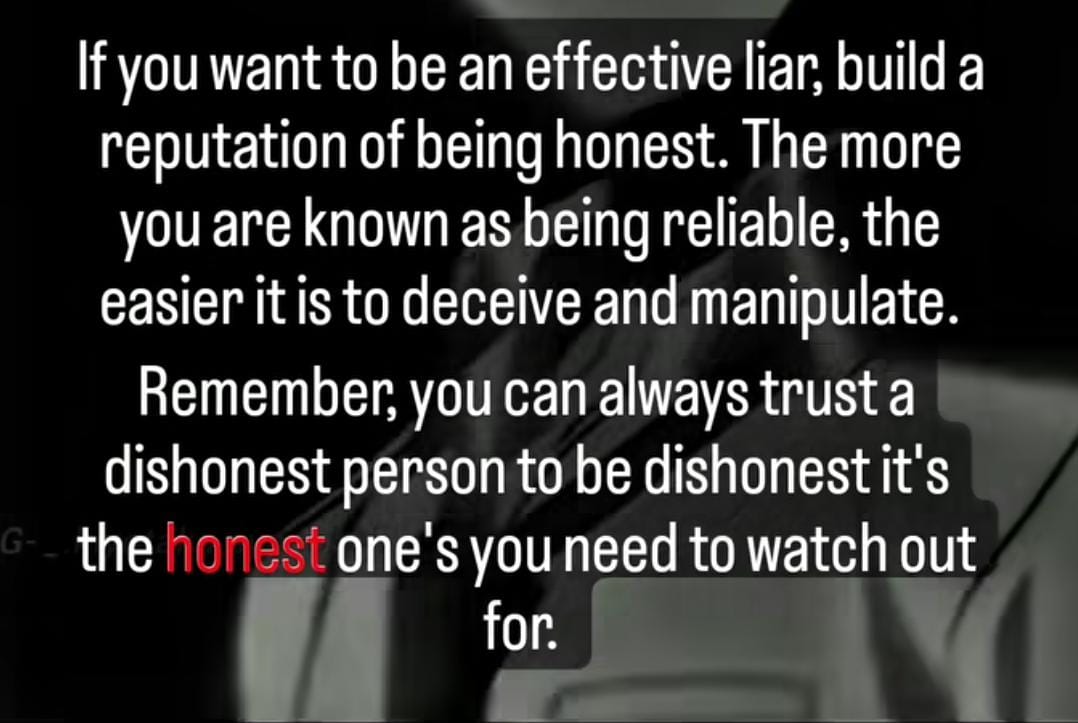 If you want to be an effective liar, build a
reputation of being honest. The more
you are known as being reliable, the
easier it is to deceive and manipulate.
Remember, you can always trust a
dishonest person to be dishonest it's
the honest one's you need to watch out
for.